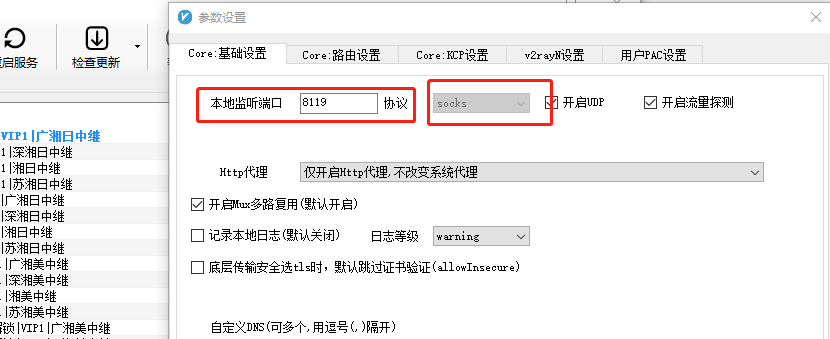 参数设置
启服务
检查更新
Core:基础设置 Core:路由设置 Core:KCP设置 v2rayN设置 用户PAC设置
本地监听端口 8119 协议 socks 开启UDP 开启流量探测
Http代理 仅开启Http代理,不改变系统代理
开启Mux多路复用(默认开启)
记录本地日志(默认关闭) 日志等级 warning
底层传输安全选tls时，默认跳过证书验证(allowInsecure)
自定义DNS(可多个,用逗号(,)隔开)
VIP1|广湘日中继
1|深湘日中继
1|湘日中继
1|苏湘日中继
|广湘日中继
|深湘日中继
|湘日中继
|苏湘日中继
|广湘美中继
|深湘美中继
|湘美中继
|苏湘美中继
解锁|VIP1|广湘美中继